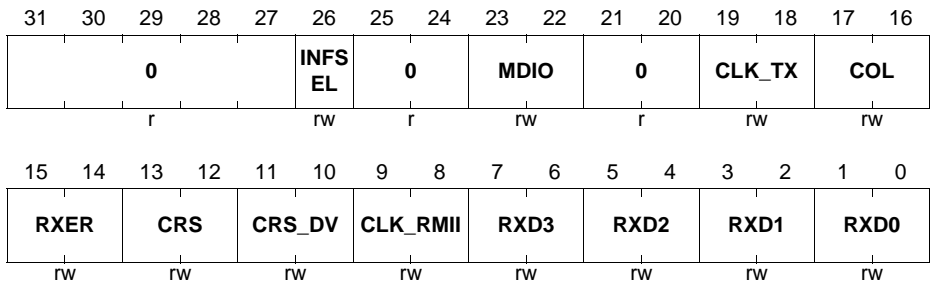 31 30 29 28 27 26 25 24 23 22 21 20 19 18 17 16
0 INFS EL 0 MDIO 0 CLK_TX COL
r rw r rw r rw rw
15 14 13 12 11 10 9 8 7 6 5 4 3 2 1 0
RXER CRS CRS_DV CLK_RMII RXD3 RXD2 RXD1 RXD0
rw rw rw rw rw rw rw rw